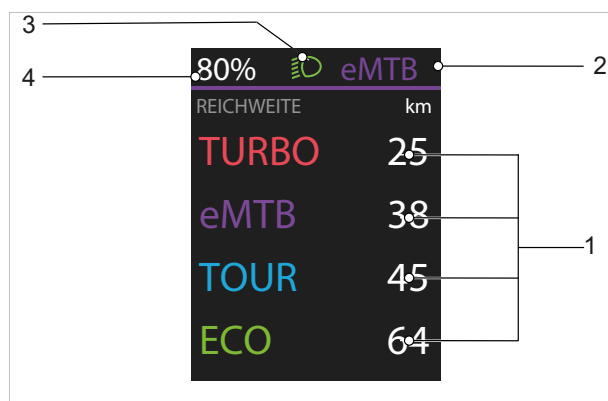 3
4
80% eMTB
2
REICHWEITE km
TURBO 25
eMTB 38
1
TOUR 45
ECO 64